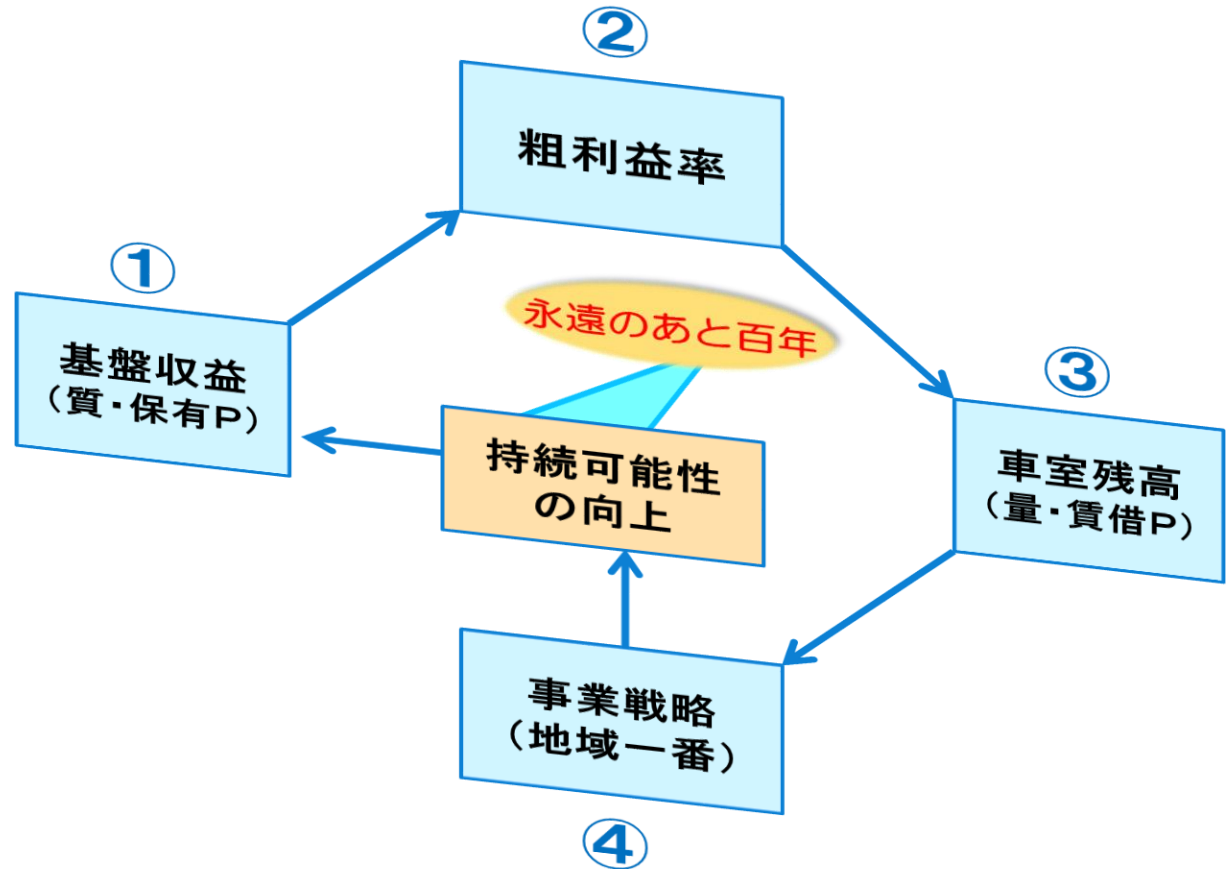 ②
粗利益率
①
基盤収益
（質・保有P）
永遠のあと百年
③
車室残高
（量・賃借P）
持続可能性
の向上
事業戦略
（地域一番）
④